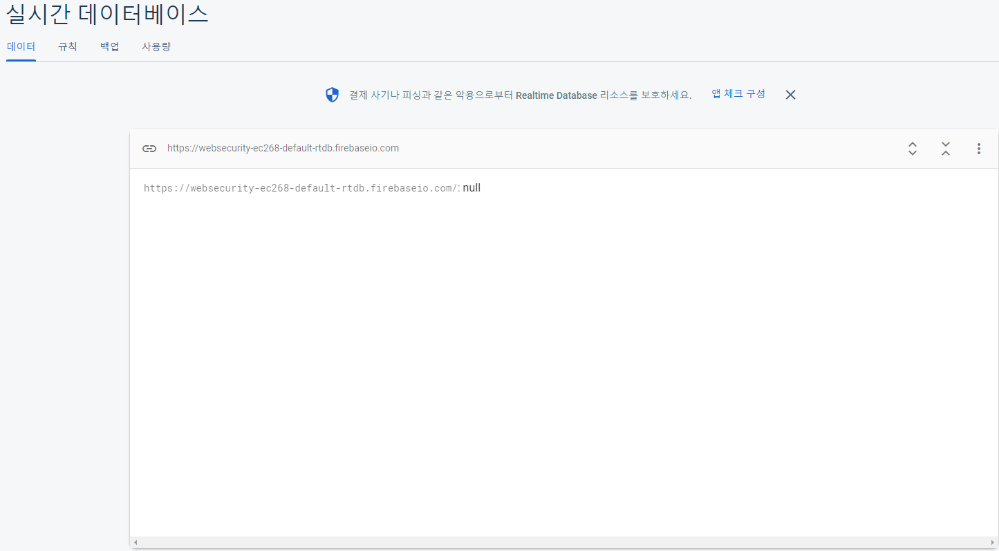 실시간 데이터베이스
데이터 규칙 백업 사용량
결제 사기나 피싱과 같은 악용으로부터 Realtime Database 리소스를 보호하세요. 앱 체크 구성
https://websecurity-ec268-default-rtdb.firebaseio.com
https://websecurity-ec268-default-rtdb.firebaseio.com/: null